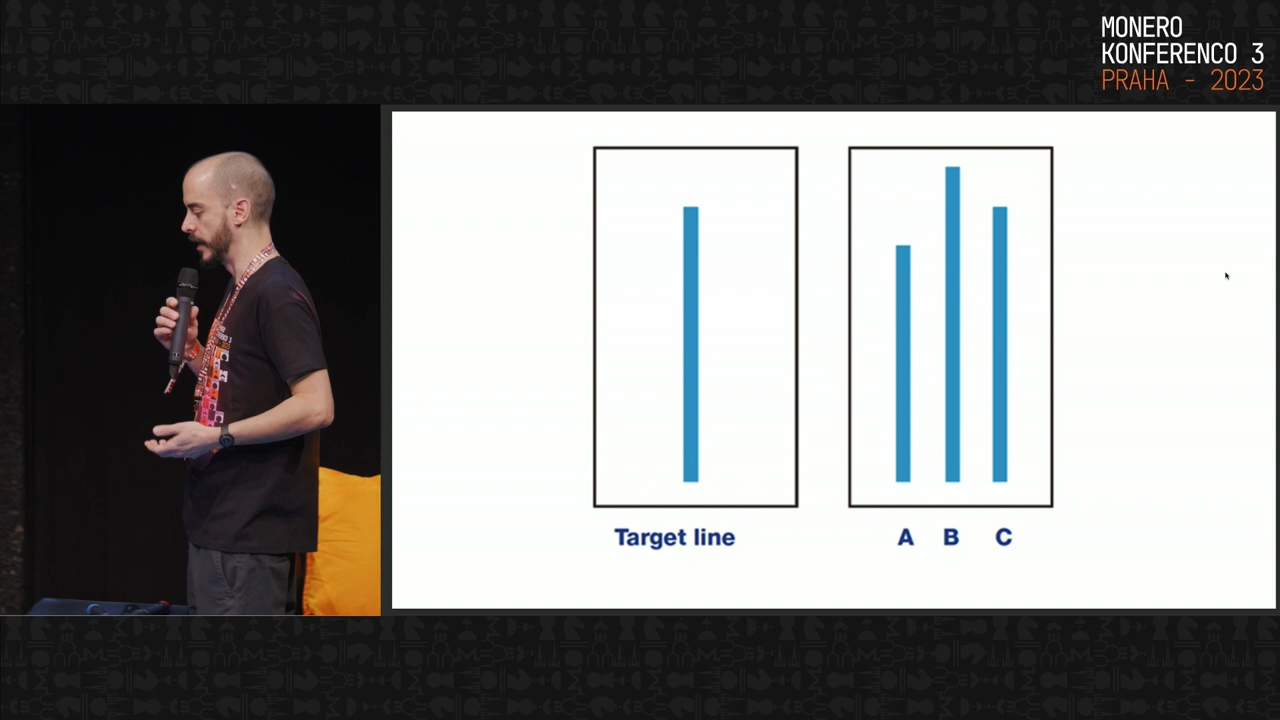 MONERO
KONFERENCO 3
PRAHA - 2023
Target line
A B C